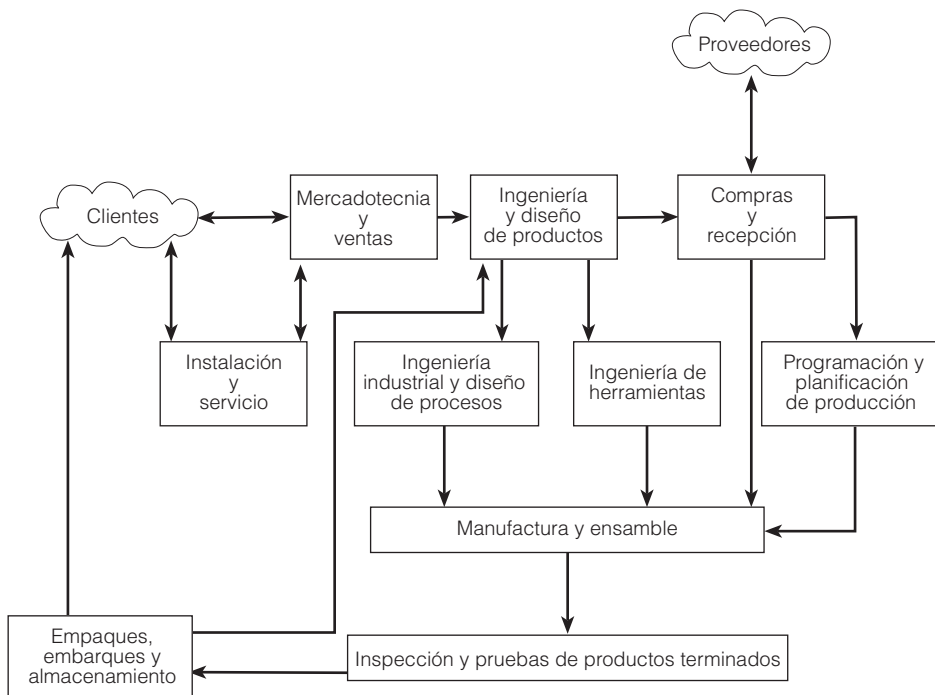 Proveedores
Clientes
Mercadotecnia
y
ventas
Ingeniería
y diseño
de productos
Compras
y
recepción
Instalación
y
servicio
Ingeniería
industrial y diseño
de procesos
Ingeniería de
herramientas
Programación y
planificación
de producción
Manufactura y ensamble
Empaques,
embarques y
almacenamiento
Inspección y pruebas de productos terminados